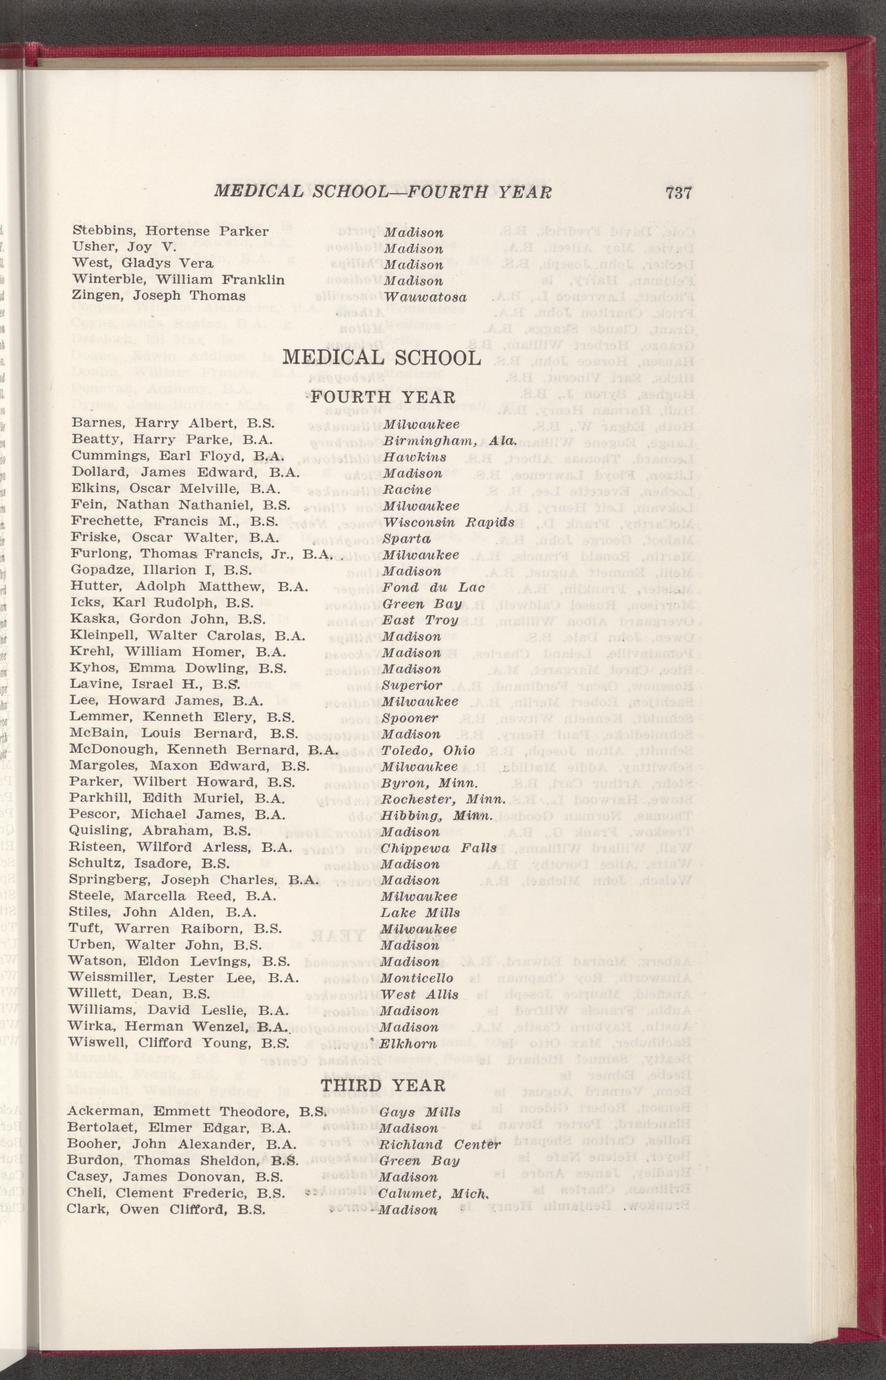 MEDICAL SCHOOL—FOURTH YEAR 737
Stebbins, Hortense Parker Madison
Usher, Joy V. Madison
West, Gladys Vera Madison
Winterble, William Franklin Madison
Zingen, Joseph Thomas Wauwatosa
MEDICAL SCHOOL
FOURTH YEAR
Barnes, Harry Albert, B.S. Milwaukee
Beatty, Harry Parke, B.A. Birmingham, Ala.
Cummings, Earl Floyd, B.A. Hawkins
Dollard, James Edward, B.A. Madison
Elkins, Oscar Melville, B.A. Racine
Fein, Nathan Nathaniel, B.S. Milwaukee
Frechette, Francis M., B.S. Wisconsin Rapids
Friske, Oscar Walter, B.A. Sparta
Furlong, Thomas Francis, Jr., B.A. Milwaukee
Gopadze, Illarion I, B.S. Madison
Hutter, Adolph Matthew, B.A. Fond du Lac
Icks, Karl Rudolph, B.S. Green Bay
Kaska, Gordon John, B.S. East Troy
Kleinpell, Walter Carolas, B.A. Madison
Krehl, William Homer, B.A. Madison
Kyhos, Emma Dowling, B.S. Madison
Lavine, Israel H., B.S. Superior
Lee, Howard James, B.A. Milwaukee
Lemmer, Kenneth Elery, B.S. Spooner
McBain, Louis Bernard, B.S. Madison
McDonough, Kenneth Bernard, B.A. Toledo, Ohio
Margoles, Maxon Edward, B.S. Milwaukee
Parker, Wilbert Howard, B.S. Byron, Minn.
Parkhill, Edith Muriel, B.A. Rochester, Minn.
Pescor, Michael James, B.A. Hibbing, Minn.
Quisling, Abraham, B.S. Madison
Risteen, Wilford Arless, B.A. Chippewa Falls
Schultz, Isadore, B.S. Madison
Springberg, Joseph Charles, B.A. Madison
Steele, Marcella Reed, B.A. Milwaukee
Stiles, John Alden, B.A. Lake Mills
Tuft, Warren Raiborn, B.S. Milwaukee
Urben, Walter John, B.S. Madison
Watson, Eldon Levings, B.S. Madison
Weissmiller, Lester Lee, B.A. Monticello
Willett, Dean, B.S. West Allis
Williams, David Leslie, B.A. Madison
Wirka, Herman Wenzel, B.A. Madison
Wiswell, Clifford Young, B.S. Elkhorn
THIRD YEAR
Ackerman, Emmett Theodore, B.S. Gays Mills
Bertolaet, Elmer Edgar, B.A. Madison
Booher, John Alexander, B.A. Richland Center
Burdon, Thomas Sheldon, B.S. Green Bay
Casey, James Donovan, B.S. Madison
Cheli, Clement Frederic, B.S. Calumet, Mich.
Clark, Owen Clifford, B.S. Madison